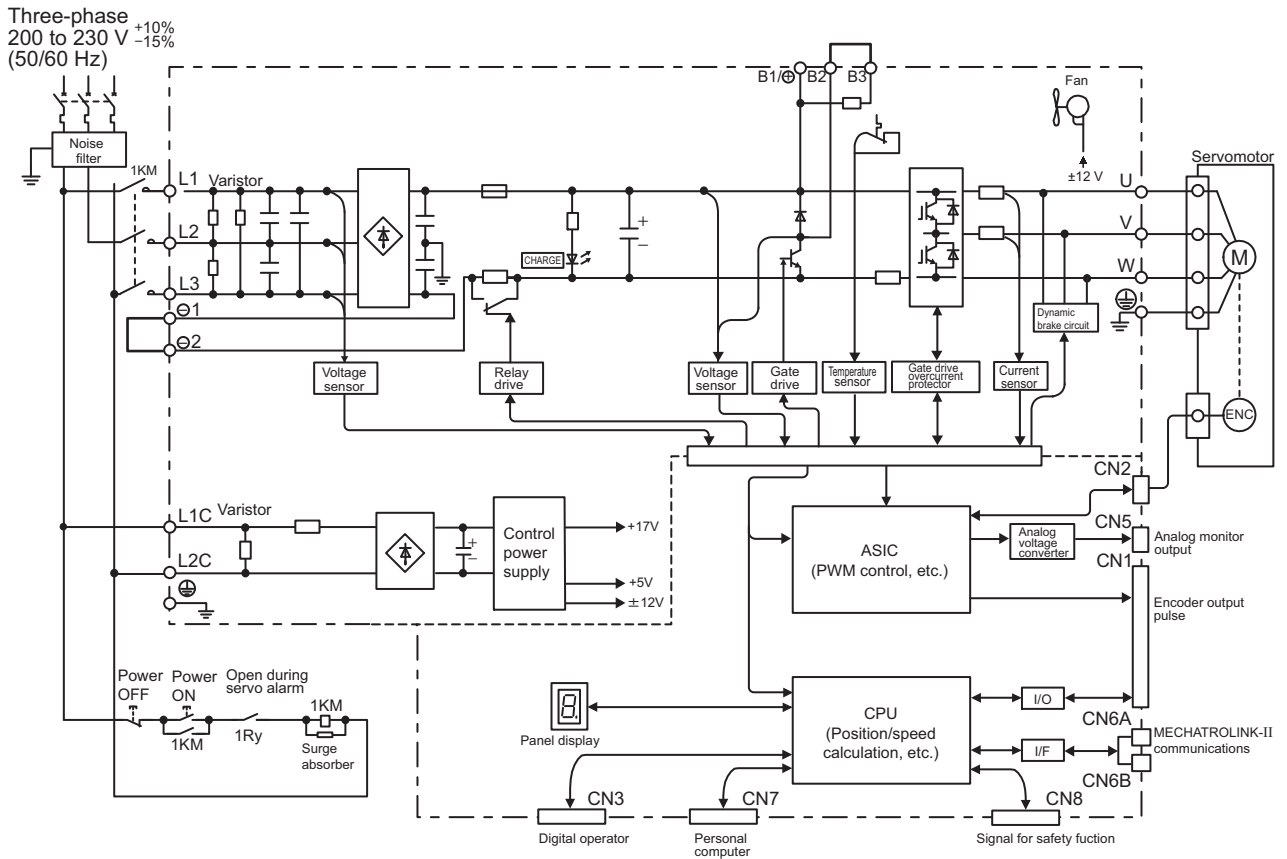 Three-phase
200 to 230 V +10% −15%
(50/60 Hz)
B1/⊕ B2 B3
Fan
±12 V
Noise
filter
1KM
L1 Varistor
L2
L3
⊖1
⊖2
CHARGE
+
−
U
V
W
Servomotor
M
ENC
Dynamic
brake circuit
Voltage
sensor
Relay
drive
Voltage
sensor
Gate
drive
Temperature
sensor
Gate drive
overcurrent
protector
Current
sensor
L1C Varistor
L2C
+
−
Control
power
supply
+17V
+5V
±12V
ASIC
(PWM control, etc.)
Analog
voltage
converter
CN2
CN5
Analog monitor
output
CN1
Encoder output
pulse
Power
OFF
Power
ON
Open during
servo alarm
1KM
1KM
1Ry
Surge
absorber
8.
Panel display
CPU
(Position/speed
calculation, etc.)
I/O
I/F
CN6A
MECHATROLINK-II
communications
CN6B
CN3
CN7
CN8
Digital operator
Personal
computer
Signal for safety fuction